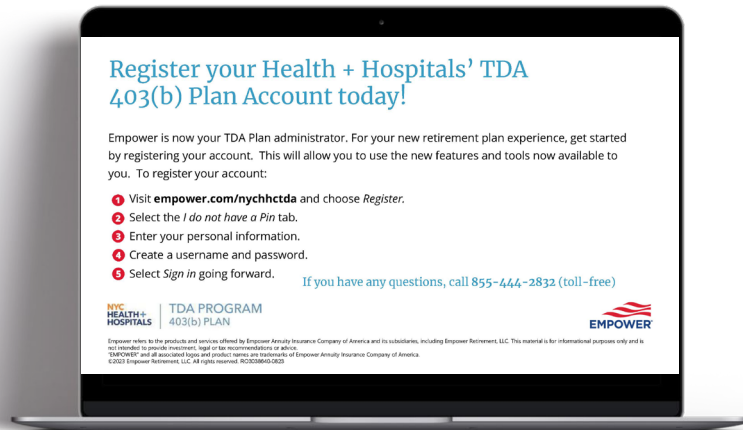 Register your Health + Hospitals' TDA
403(b) Plan Account today!
Empower is now your TDA Plan administrator. For your new retirement plan experience, get started
by registering your account.  This will allow you to use the new features and tools now available to
you.  To register your account:
1 Visit empower.com/nychhctda and choose Register.
2 Select the I do not have a Pin tab.
3 Enter your personal information.
4 Create a username and password.
5 Select Sign in going forward.
If you have any questions, call 855-444-2832 (toll-free)
NYC
HEALTH+
HOSPITALS
TDA PROGRAM
403(b) PLAN
EMPOWER
Empower refers to the products and services offered by Empower Annuity Insurance Company of America and its subsidiaries, including Empower Retirement, LLC. This material is for informational purposes only and is
not intended to provide investment, legal or tax recommendations or advice.
"EMPOWER" and all associated logos and product names are trademarks of Empower Annuity Insurance Company of America.
©2023 Empower Retirement, LLC. All rights reserved. RO3038640-0823